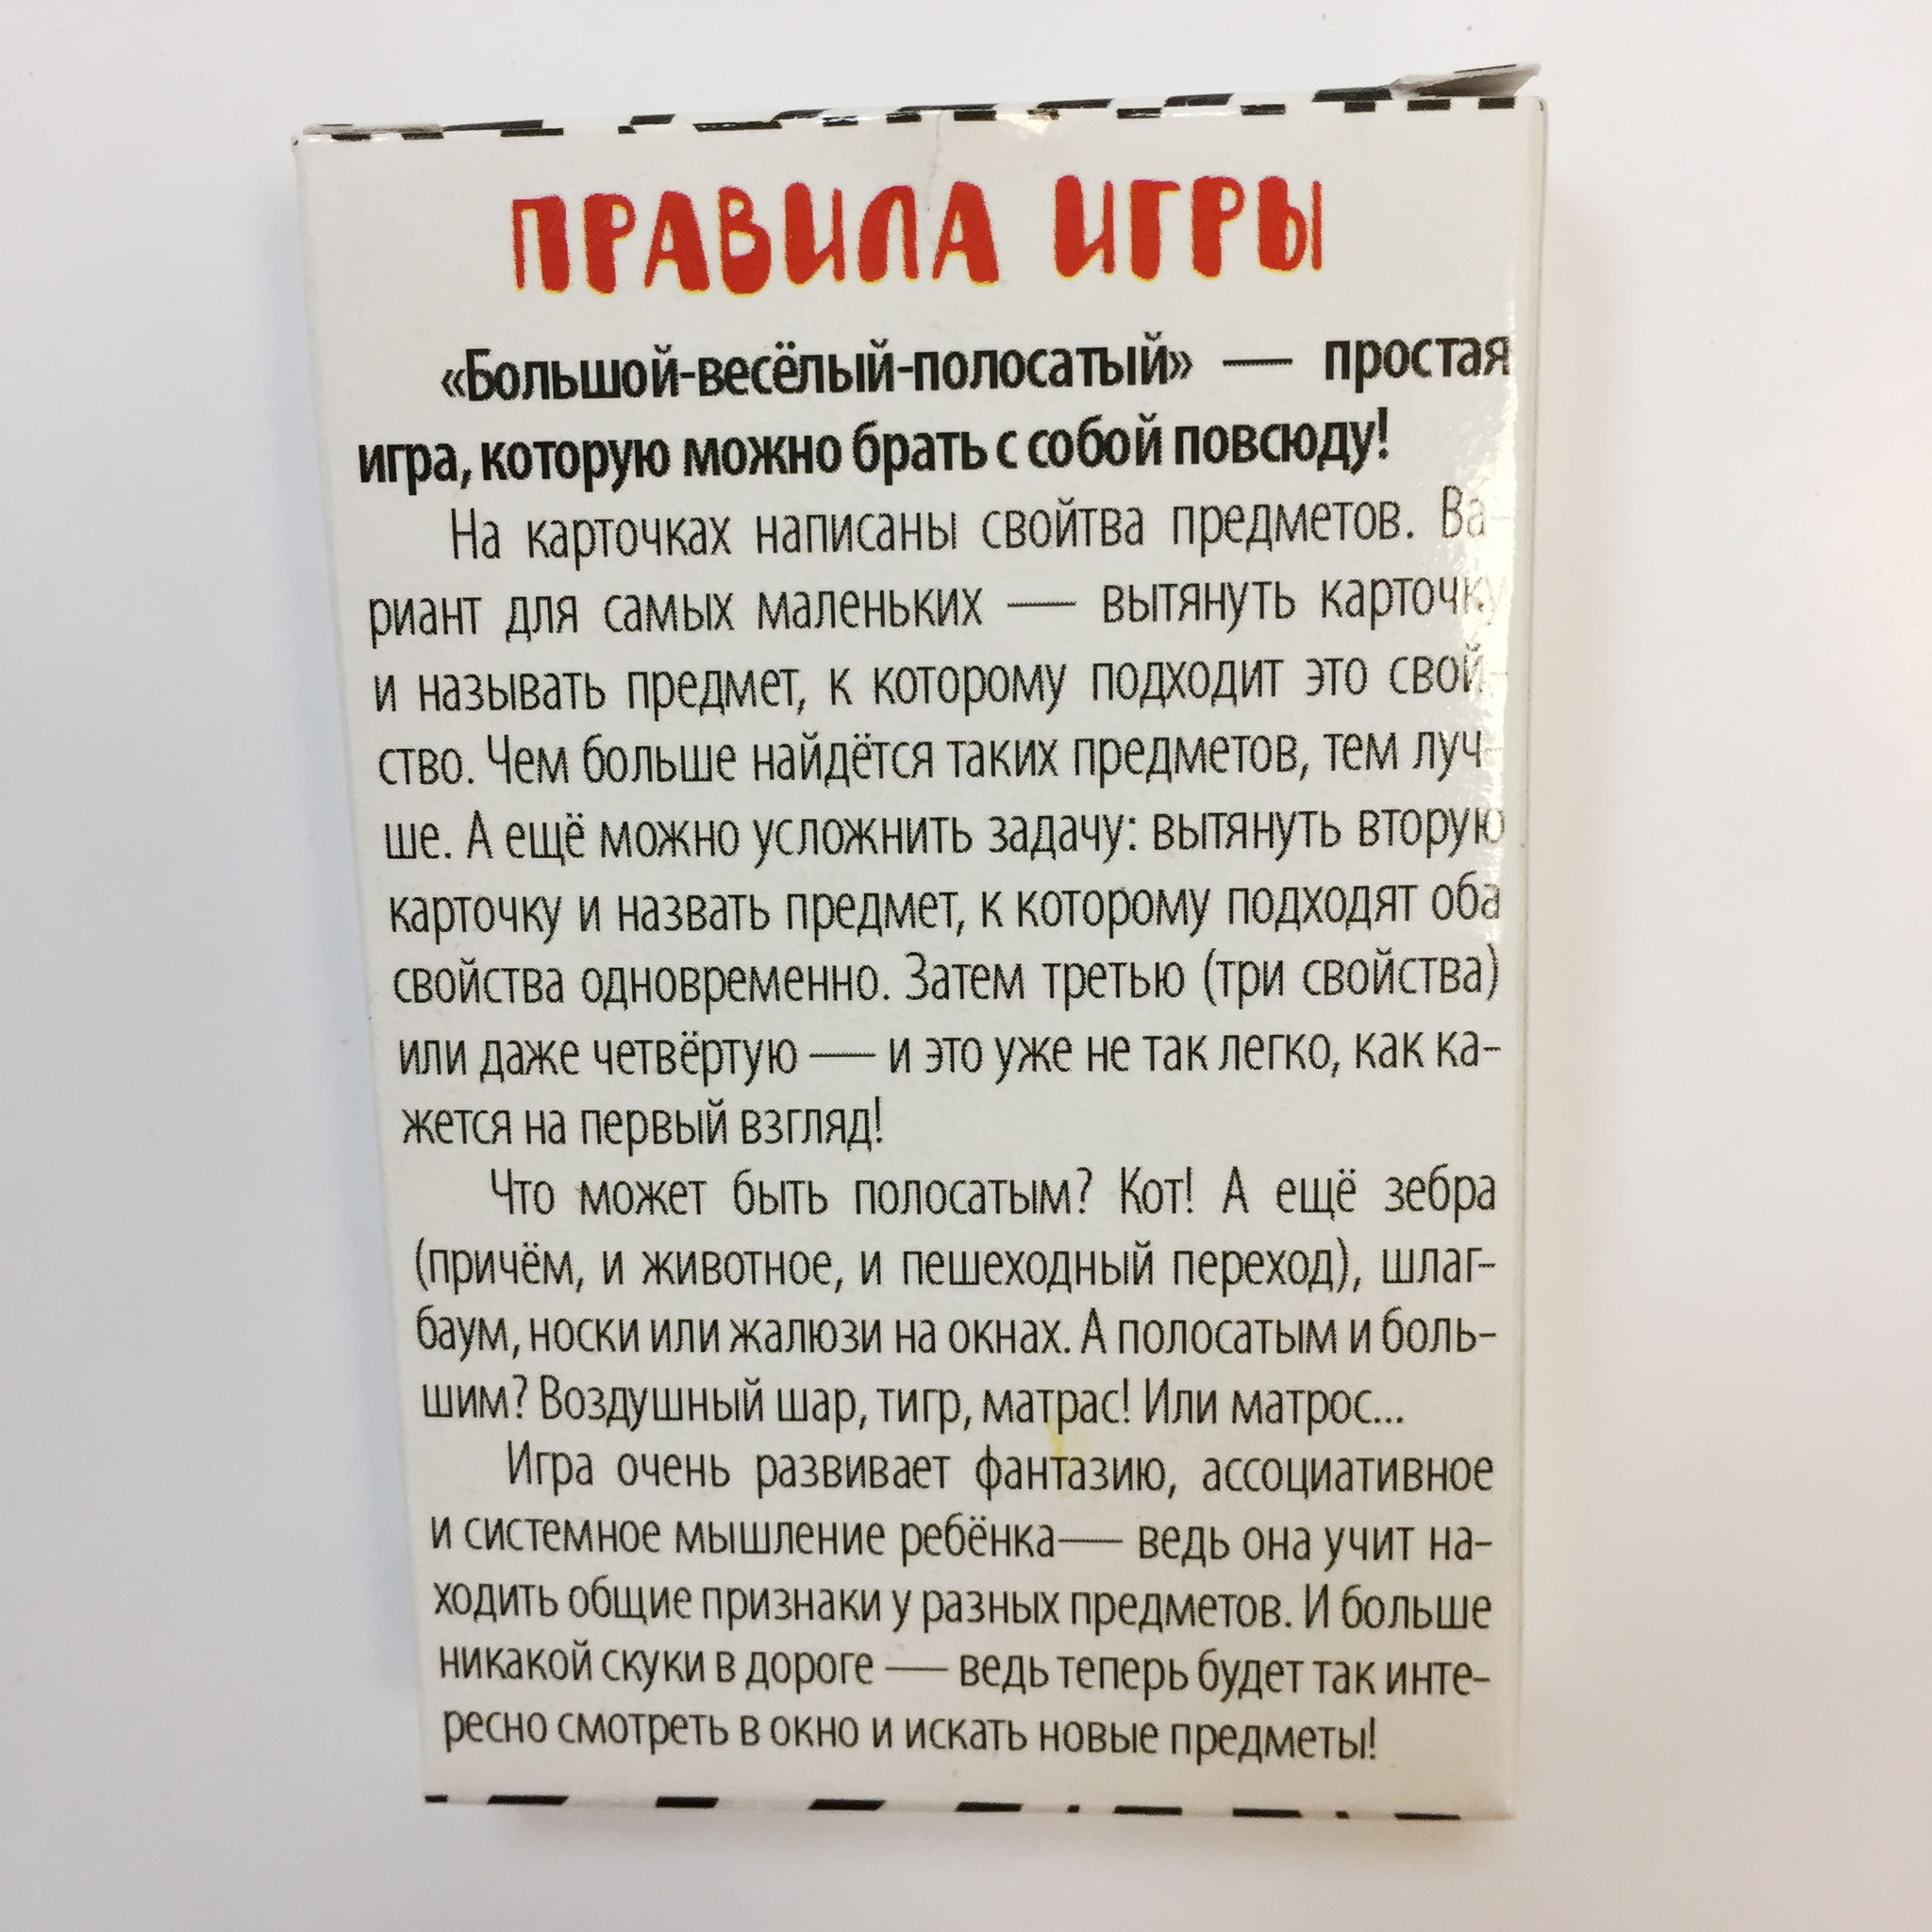 ПРАВИЛА ИГРЫ
«Большой-весёлый-полосатый» — простая
игра, которую можно брать с собой повсюду!
На карточках написаны свойтва предметов. Ва-
риант для самых маленьких — вытянуть карточку
и называть предмет, к которому подходит это свой-
ство. Чем больше найдётся таких предметов, тем луч-
ше. А ещё можно усложнить задачу: вытянуть вторую
карточку и назвать предмет, к которому подходят оба
свойства одновременно. Затем третью (три свойства)
или даже четвёртую — и это уже не так легко, как ка-
жется на первый взгляд!
Что может быть полосатым? Кот! А ещё зебра
(причём, и животное, и пешеходный переход), шлаг-
баум, носки или жалюзи на окнах. А полосатым и боль-
шим? Воздушный шар, тигр, матрас! Или матрос...
Игра очень развивает фантазию, ассоциативное
и системное мышление ребёнка— ведь она учит на-
ходить общие признаки у разных предметов. И больше
никакой скуки в дороге — ведь теперь будет так инте-
ресно смотреть в окно и искать новые предметы!